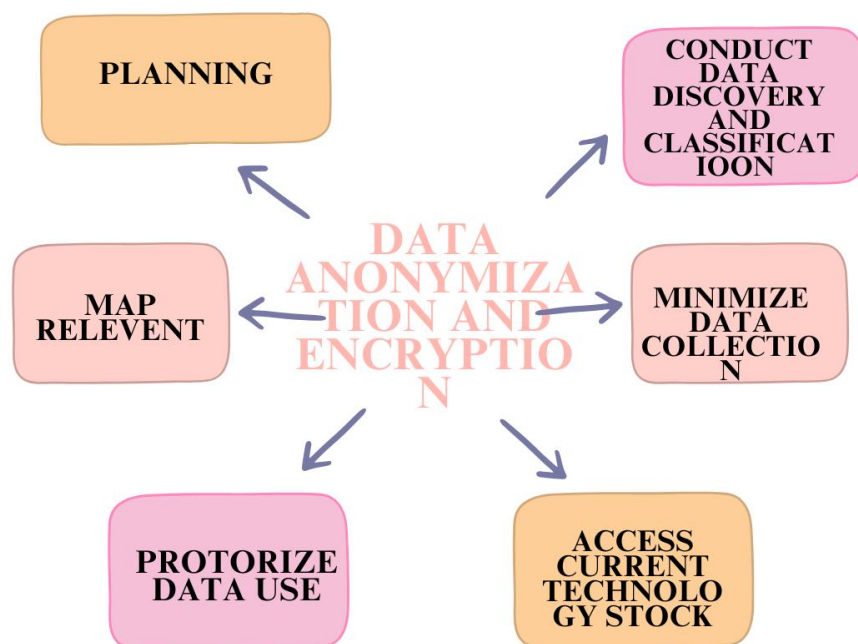 PLANNING
CONDUCT
DATA
DISCOVERY
AND
CLASSIFICAT
IOON
DATA
ANONYMIZA
TION AND
ENCRYPTIO
N
MAP
RELEVENT
MINIMIZE
DATA
COLLECTIO
N
PROTORIZE
DATA USE
ACCESS
CURRENT
TECHNOLO
GY STOCK